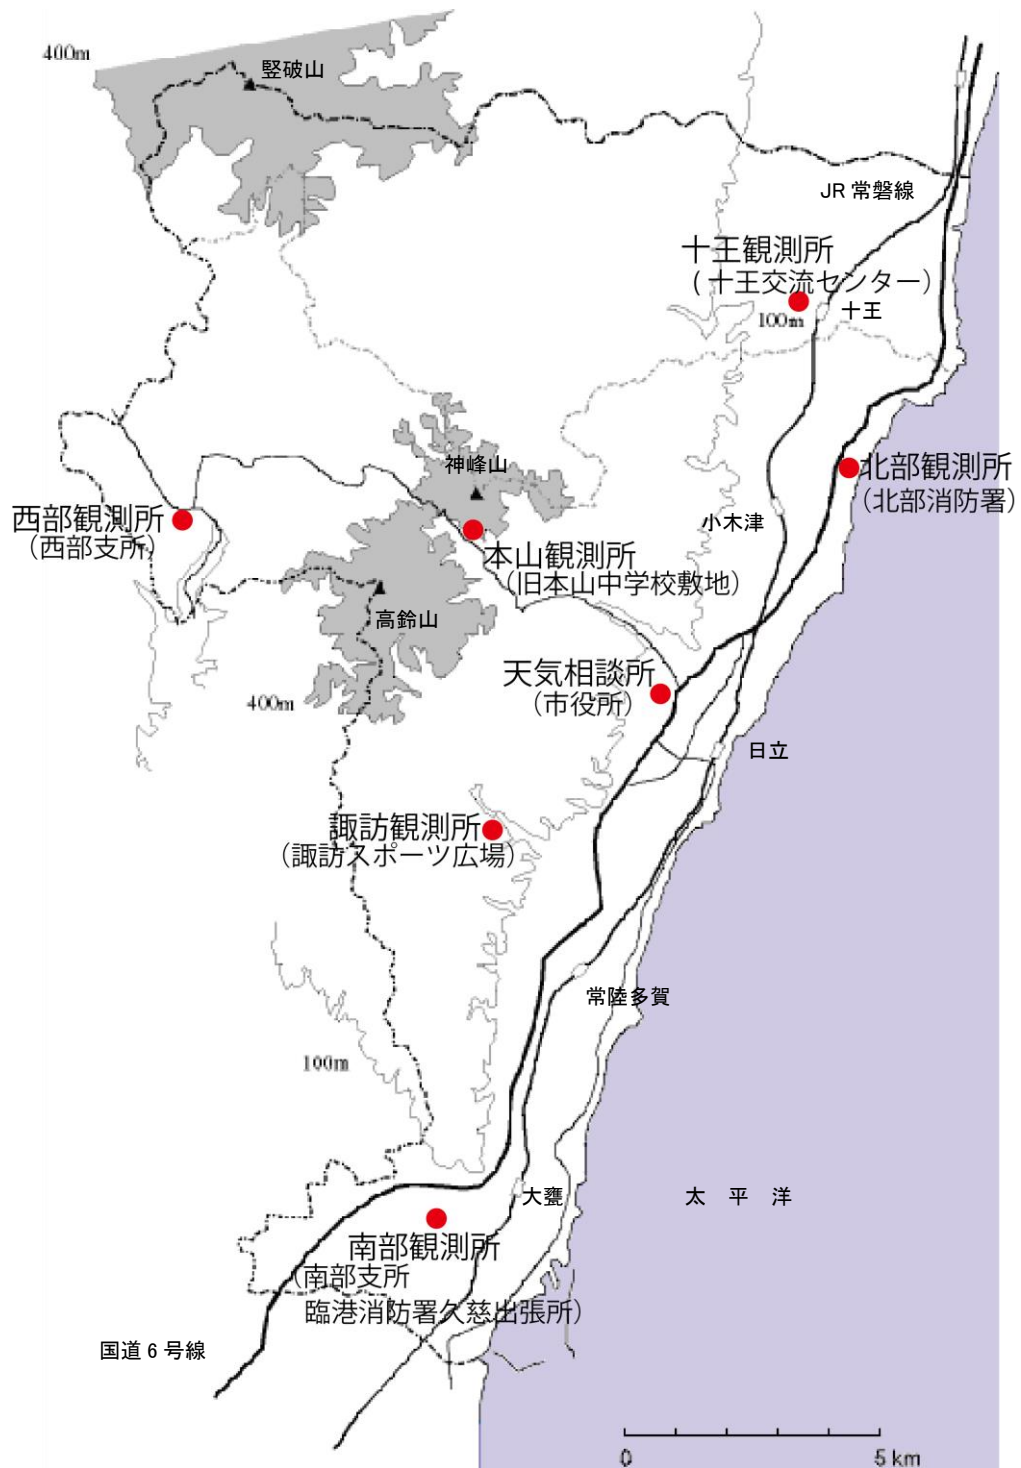 400m
竪破山
JR 常磐線
十王観測所
(十王交流センター)
100m
十王
神峰山
北部観測所
(北部消防署)
小木津
西部観測所
(西部支所)
本山観測所
(旧本山中学校敷地)
高鈴山
天気相談所
(市役所)
400m
日立
諏訪観測所
(諏訪スポーツ広場)
常陸多賀
100m
大甕
太 平 洋
南部観測所
(南部支所
臨港消防署久慈出張所)
国道 6 号線
0 5 km